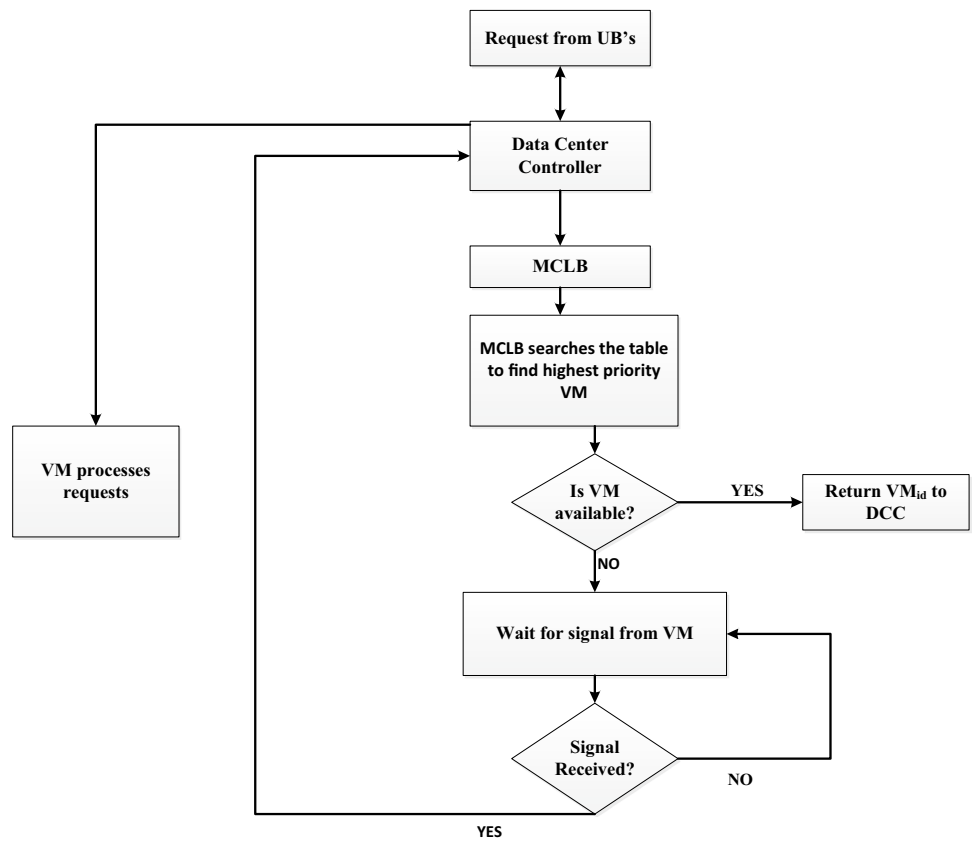 Request from UB's
Data Center
Controller
MCLB
MCLB searches the table
to find highest priority
VM
VM processes
requests
Is VM
available?
YES
Return VMid to
DCC
NO
Wait for signal from VM
Signal
Received?
NO
YES